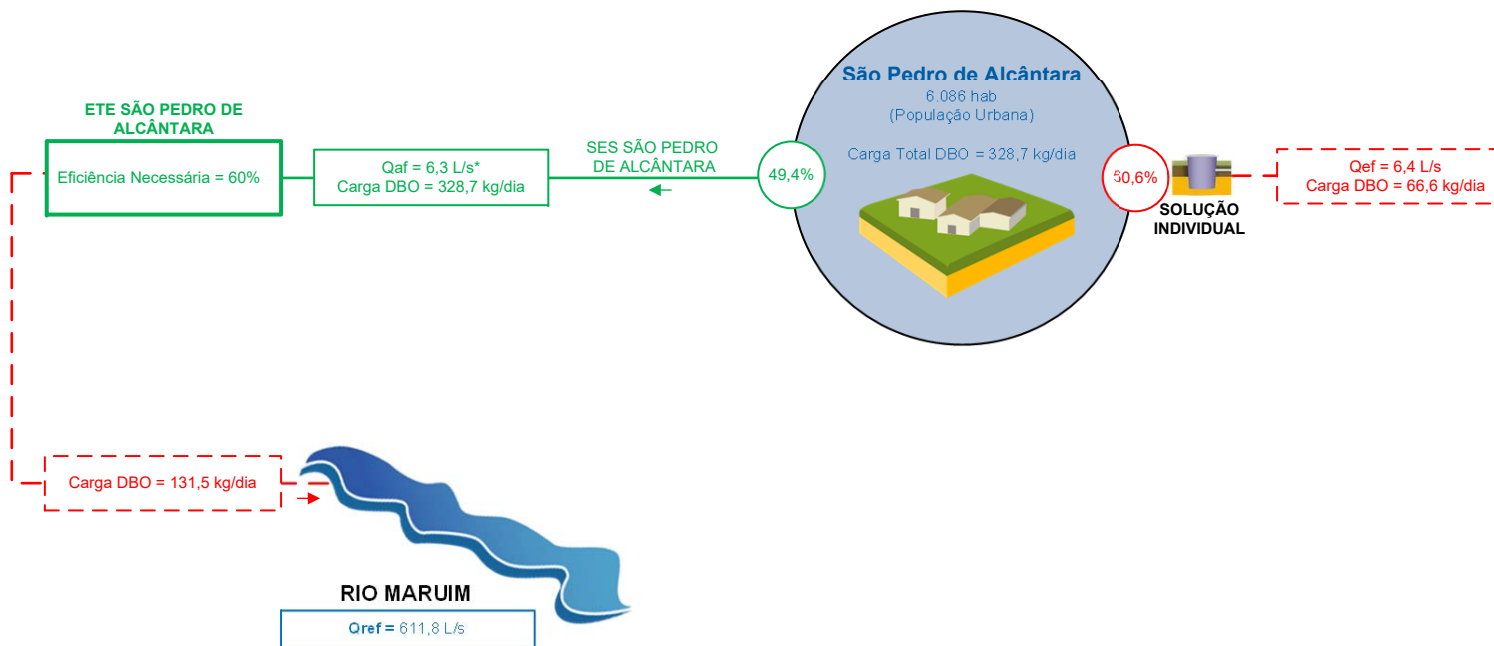 São Pedro de Alcântara
6.086 hab
(População Urbana)
Carga Total DBO = 328,7 kg/dia
ETE SÃO PEDRO DE
ALCÂNTARA
Eficiência Necessária = 60%
Qaf = 6,3 L/s*
Carga DBO = 328,7 kg/dia
SES SÃO PEDRO
DE ALCÂNTARA
49,4%
50,6%
SOLUÇÃO
INDIVIDUAL
Qef = 6,4 L/s
Carga DBO = 66,6 kg/dia
Carga DBO = 131,5 kg/dia
RIO MARUIM
Qref = 611,8 L/s